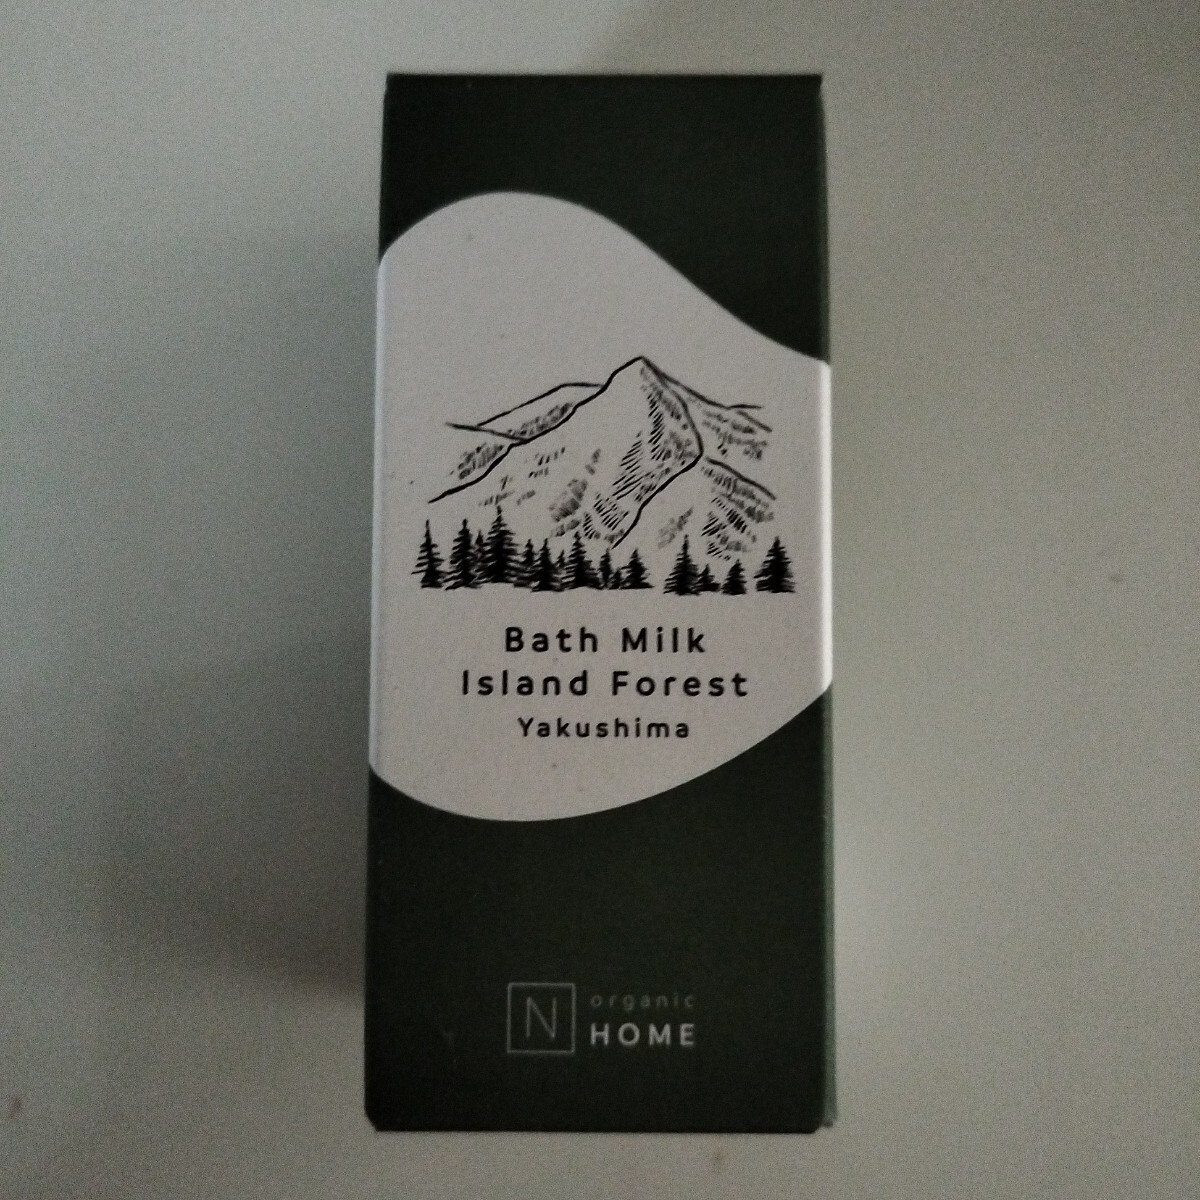 Bath Milk
Island Forest
Yakushima
N organic
HOME